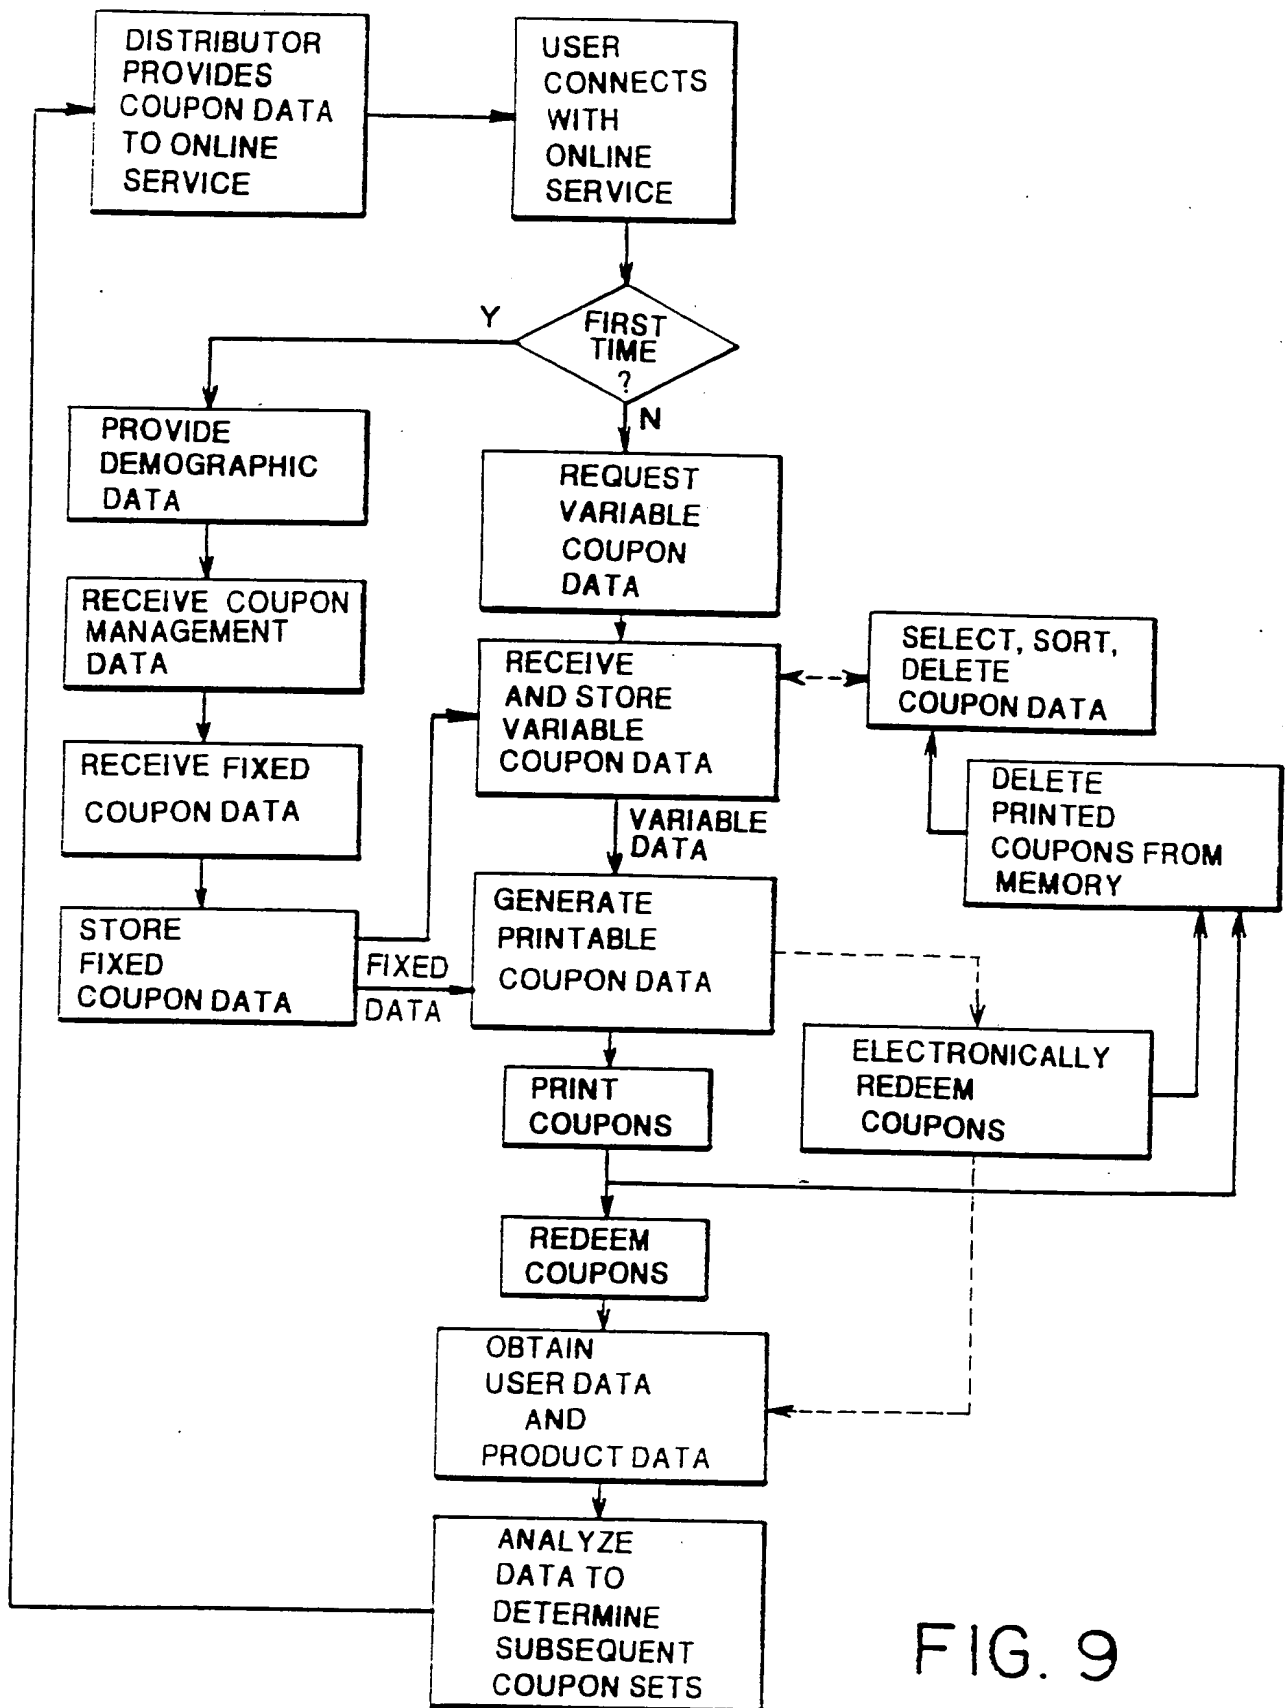 DISTRIBUTOR
PROVIDES
COUPON DATA
TO ONLINE
SERVICE
USER
CONNECTS
WITH
ONLINE
SERVICE
FIRST
TIME
?
Y
N
PROVIDE
DEMOGRAPHIC
DATA
REQUEST
VARIABLE
COUPON
DATA
RECEIVE COUPON
MANAGEMENT
DATA
RECEIVE
AND STORE
VARIABLE
COUPON DATA
SELECT, SORT,
DELETE
COUPON DATA
RECEIVE FIXED
COUPON DATA
DELETE
PRINTED
COUPONS FROM
MEMORY
VARIABLE
DATA
STORE
FIXED
COUPON DATA
FIXED
DATA
GENERATE
PRINTABLE
COUPON DATA
ELECTRONICALLY
REDEEM
COUPONS
PRINT
COUPONS
REDEEM
COUPONS
OBTAIN
USER DATA
AND
PRODUCT DATA
ANALYZE
DATA TO
DETERMINE
SUBSEQUENT
COUPON SETS
FIG. 9